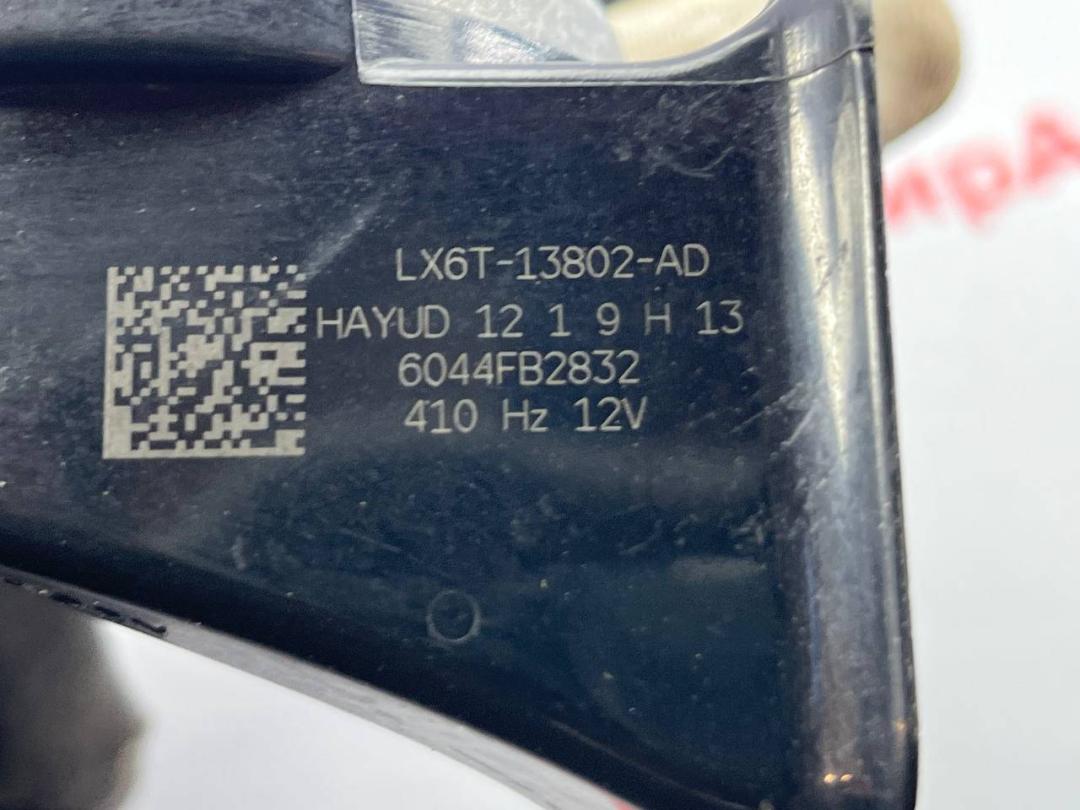 LX6T-13802-AD
HAYUD 12 1 9 H 13
6044FB2832
410 Hz 12V